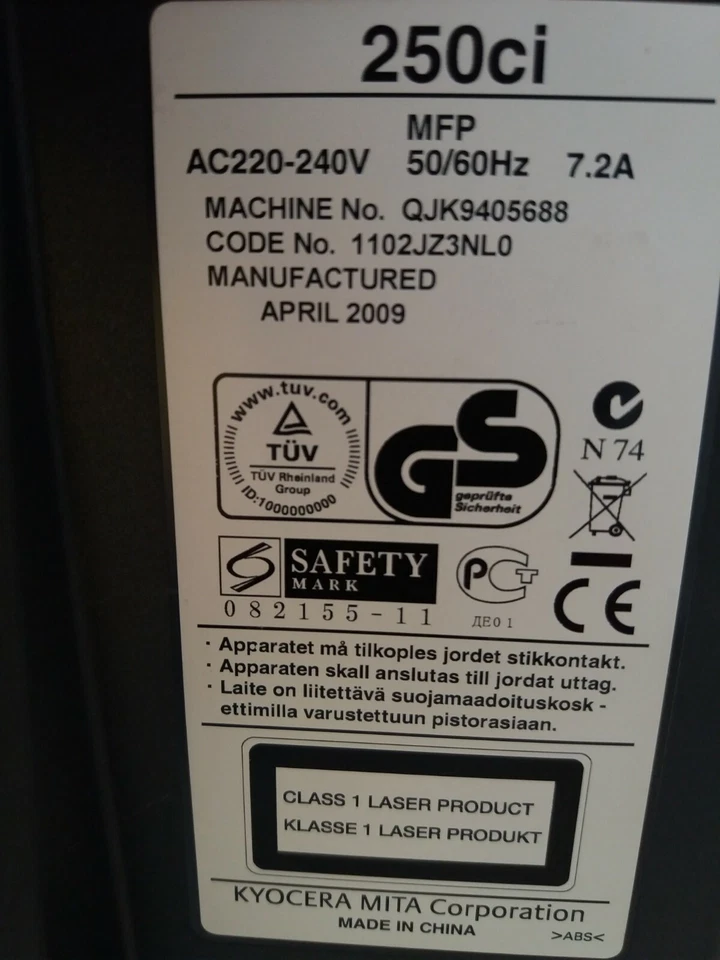 250ci
MFP
AC220-240V 50/60Hz 7.2A
MACHINE No. QJK9405688
CODE No. 1102JZ3NL0
MANUFACTURED
APRIL 2009
www.tuv.com
TÜV
TÜV Rheinland
Group
ID:1000000000
GS
geprüfte
Sicherheit
N 74
SAFETY
MARK
082155-11
РСТ
ДЕ01
CE
· Apparatet må tilkoples jordet stikkontakt.
· Apparaten skall anslutas till jordat uttag.
· Laite on liitettävä suojamaadoituskosk -
ettimilla varustettuun pistorasiaan.
CLASS 1 LASER PRODUCT
KLASSE 1 LASER PRODUKT
KYOCERA MITA Corporation
MADE IN CHINA
>ABS<